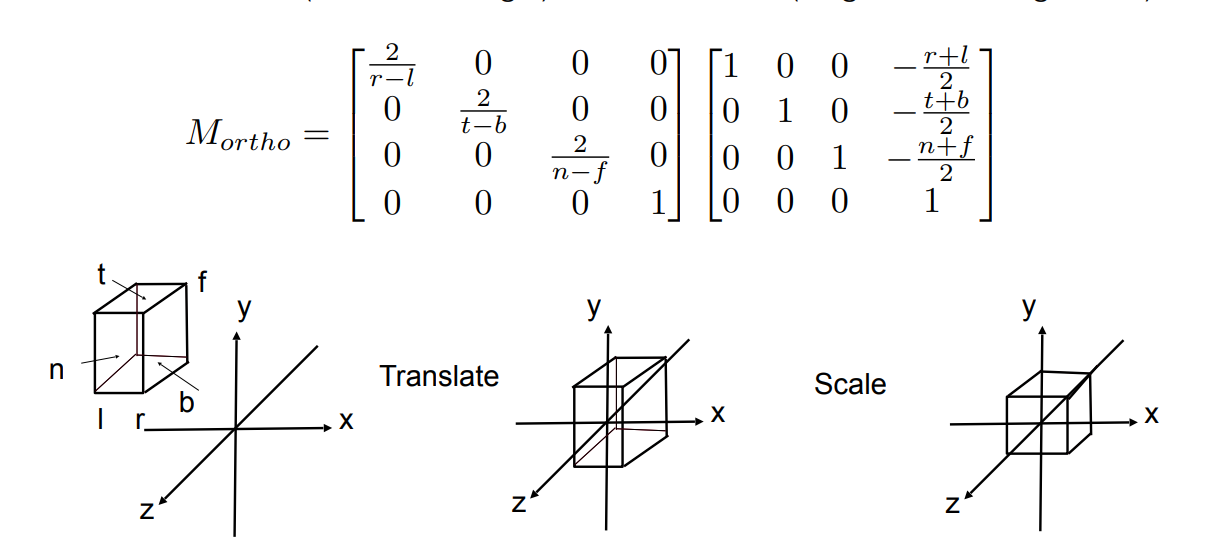 M_{ortho} = \begin{bmatrix} \frac{2}{r-l} & 0 & 0 & 0 \\ 0 & \frac{2}{t-b} & 0 & 0 \\ 0 & 0 & \frac{2}{n-f} & 0 \\ 0 & 0 & 0 & 1 \end{bmatrix} \begin{bmatrix} 1 & 0 & 0 & -\frac{r+l}{2} \\ 0 & 1 & 0 & -\frac{t+b}{2} \\ 0 & 0 & 1 & -\frac{n+f}{2} \\ 0 & 0 & 0 & 1 \end{bmatrix}
t
f
n
l
r
b
y
x
z
Translate
y
x
z
Scale
y
x
z